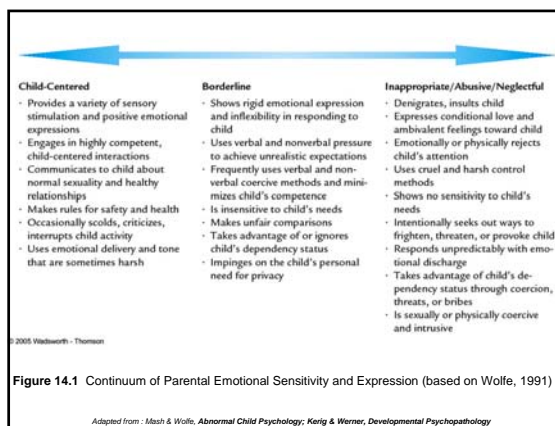 Child-Centered
· Provides a variety of sensory
stimulation and positive emotional
expressions
· Engages in highly competent,
child-centered interactions
· Communicates to child about
normal sexuality and healthy
relationships
· Makes rules for safety and health
· Occasionally scolds, criticizes,
interrupts child activity
· Uses emotional delivery and tone
that are sometimes harsh
Borderline
· Shows rigid emotional expression
and inflexibility in responding to
child
· Uses verbal and nonverbal pressure
to achieve unrealistic expectations
· Frequently uses verbal and non-
verbal coercive methods and mini-
mizes child's competence
· Is insensitive to child's needs
· Makes unfair comparisons
· Takes advantage of or ignores
child's dependency status
· Impinges on the child's personal
need for privacy
Inappropriate/Abusive/Neglectful
· Denigrates, insults child
· Expresses conditional love and
ambivalent feelings toward child
· Emotionally or physically rejects
child's attention
· Uses cruel and harsh control
methods
· Shows no sensitivity to child's
needs
· Intentionally seeks out ways to
frighten, threaten, or provoke child
· Responds unpredictably with emo-
tional discharge
· Takes advantage of child's de-
pendency status through coercion,
threats, or bribes
· Is sexually or physically coercive
and intrusive
© 2005 Wadsworth - Thomson
Figure 14.1 Continuum of Parental Emotional Sensitivity and Expression (based on Wolfe, 1991)
Adapted from : Mash & Wolfe, Abnormal Child Psychology; Kerig & Werner, Developmental Psychopathology